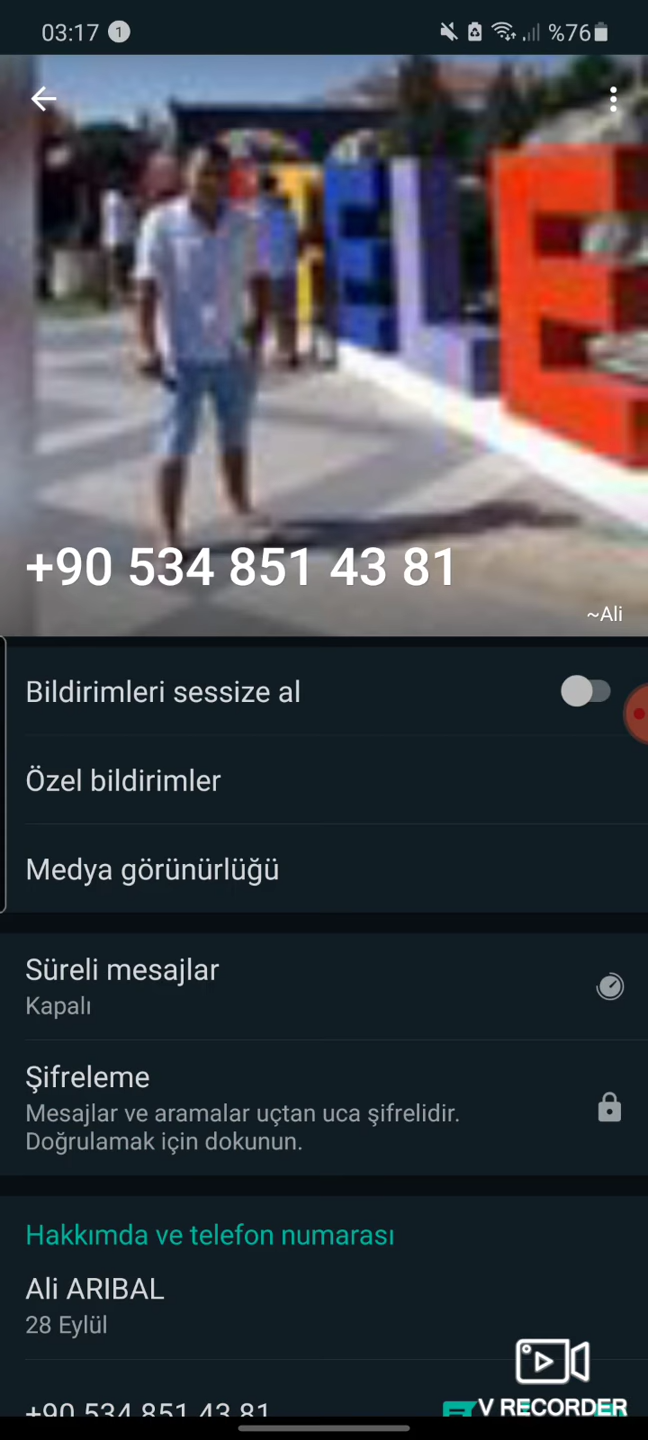 03:17 1 %76
ELE
+90 534 851 43 81
~Ali
Bildirimleri sessize al
Özel bildirimler
Medya görünürlüğü
Süreli mesajlar
Kapalı
Şifreleme
Mesajlar ve aramalar uçtan uca şifrelidir.
Doğrulamak için dokunun.
Hakkımda ve telefon numarası
Ali ARIBAL
28 Eylül
+90 534 851 43 81
V RECORDER